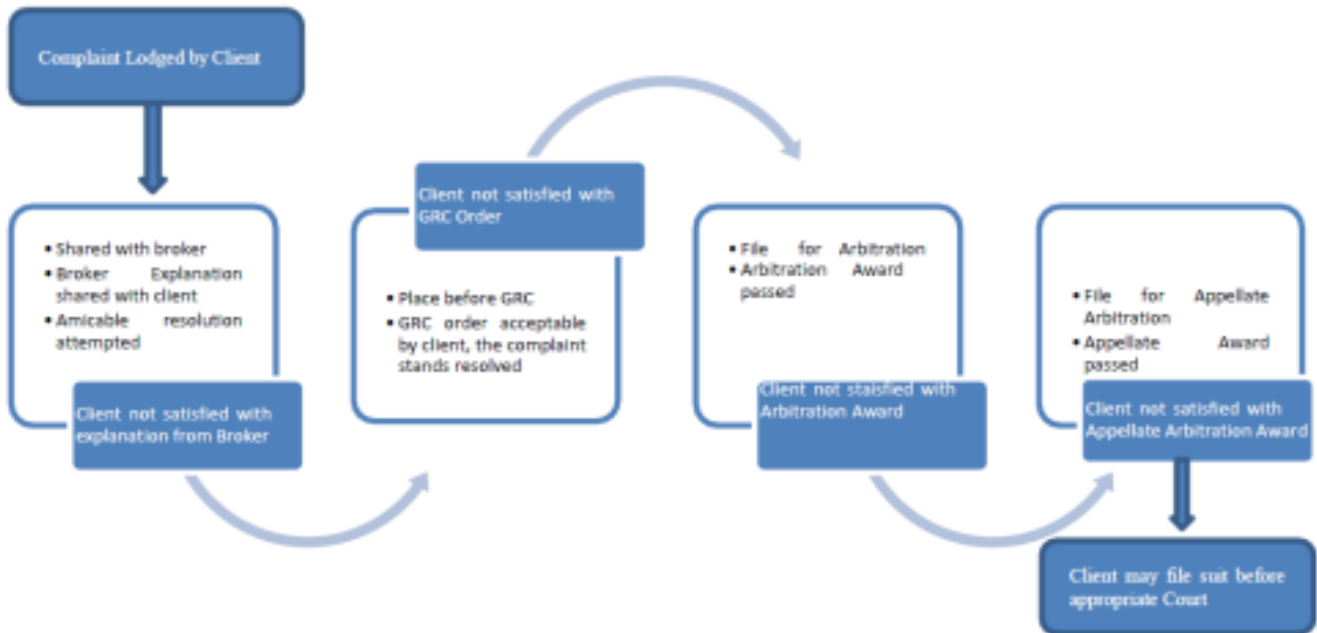 Complaint Lodged by Client
▪ Shared with broker
▪ Broker Explanation
shared with client
▪ Amicable resolution
attempted
Client not satisfied with
explanation from Broker
Client not satisfied with
GRC Order
▪ Place before GRC
▪ GRC order acceptable
by client, the complaint
stands resolved
▪ File for Arbitration
▪ Arbitration Award
passed
Client not staisfied with
Arbitration Award
▪ File for Appellate
Arbitration
▪ Appellate Award
passed
Client not satisfied with
Appellate Arbitration Award
Client may file suit before
appropriate Court